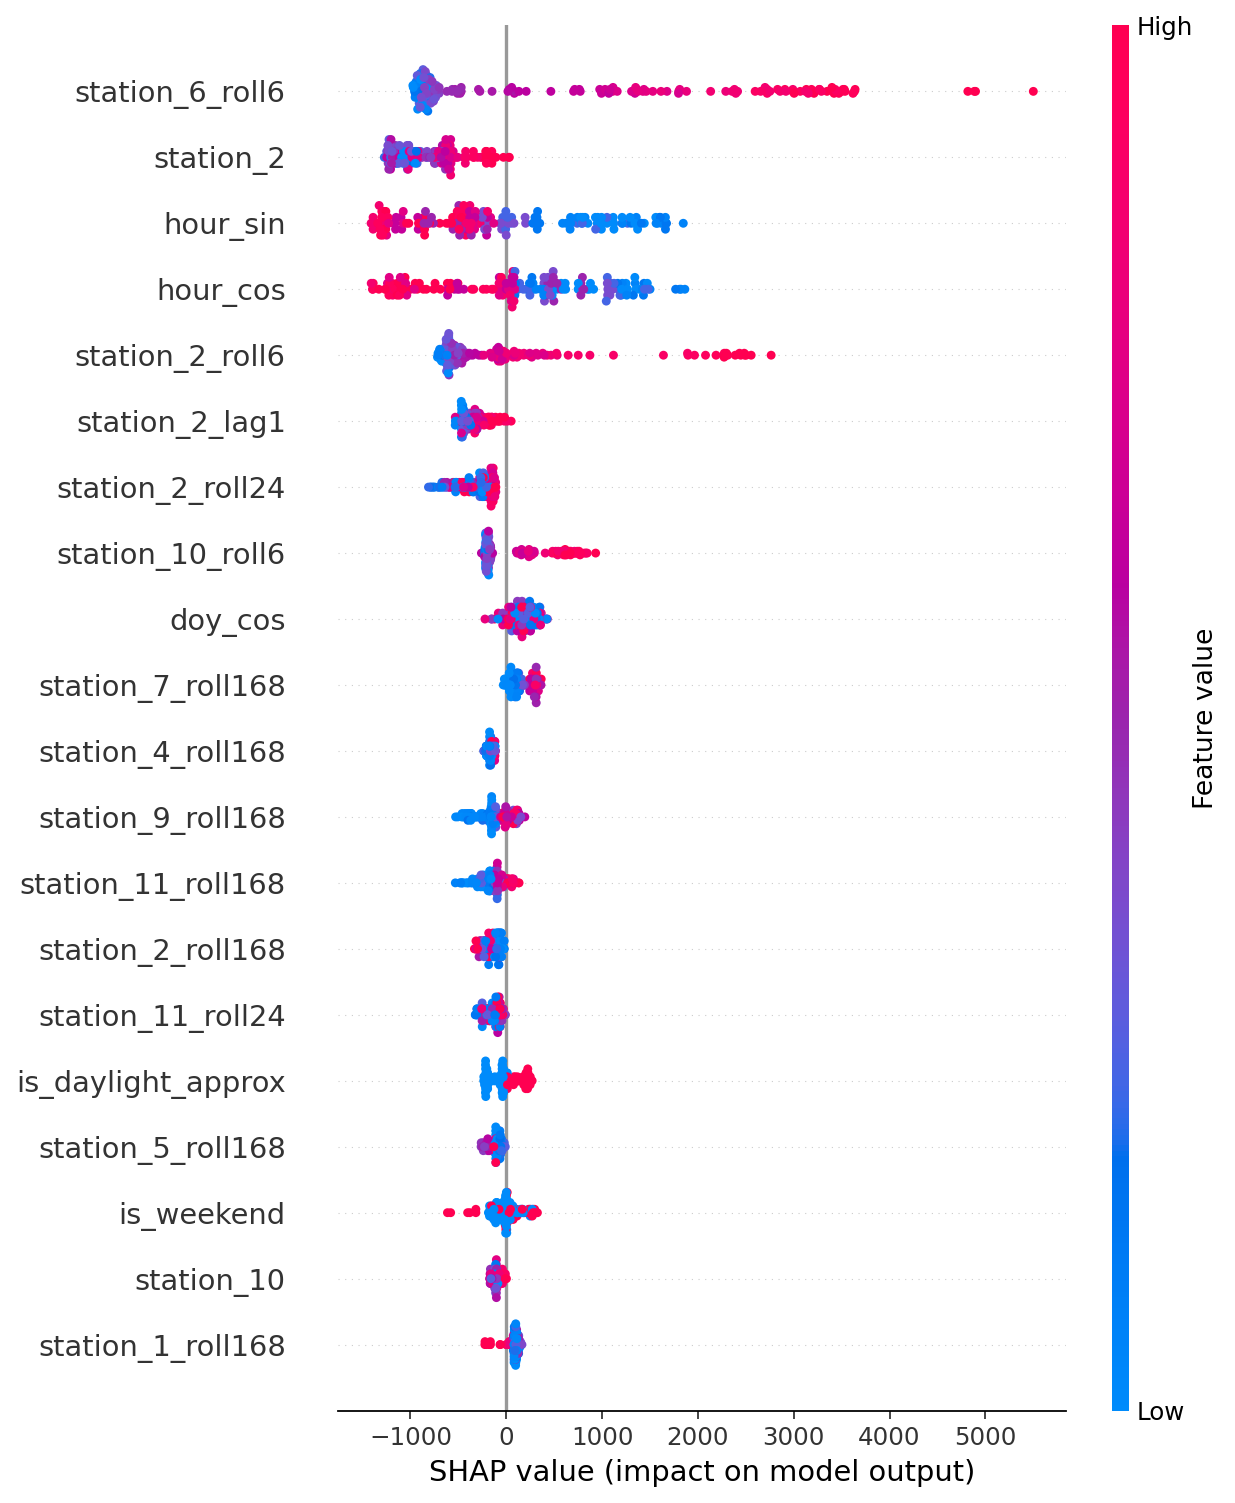 High
station_6_roll6
station_2
hour_sin
hour_cos
station_2_roll6
station_2_lag1
station_2_roll24
station_10_roll6
doy_cos
station_7_roll168
station_4_roll168
station_9_roll168
station_11_roll168
station_2_roll168
station_11_roll24
is_daylight_approx
station_5_roll168
is_weekend
station_10
station_1_roll168
Feature value
Low
−1000 0 1000 2000 3000 4000 5000
SHAP value (impact on model output)